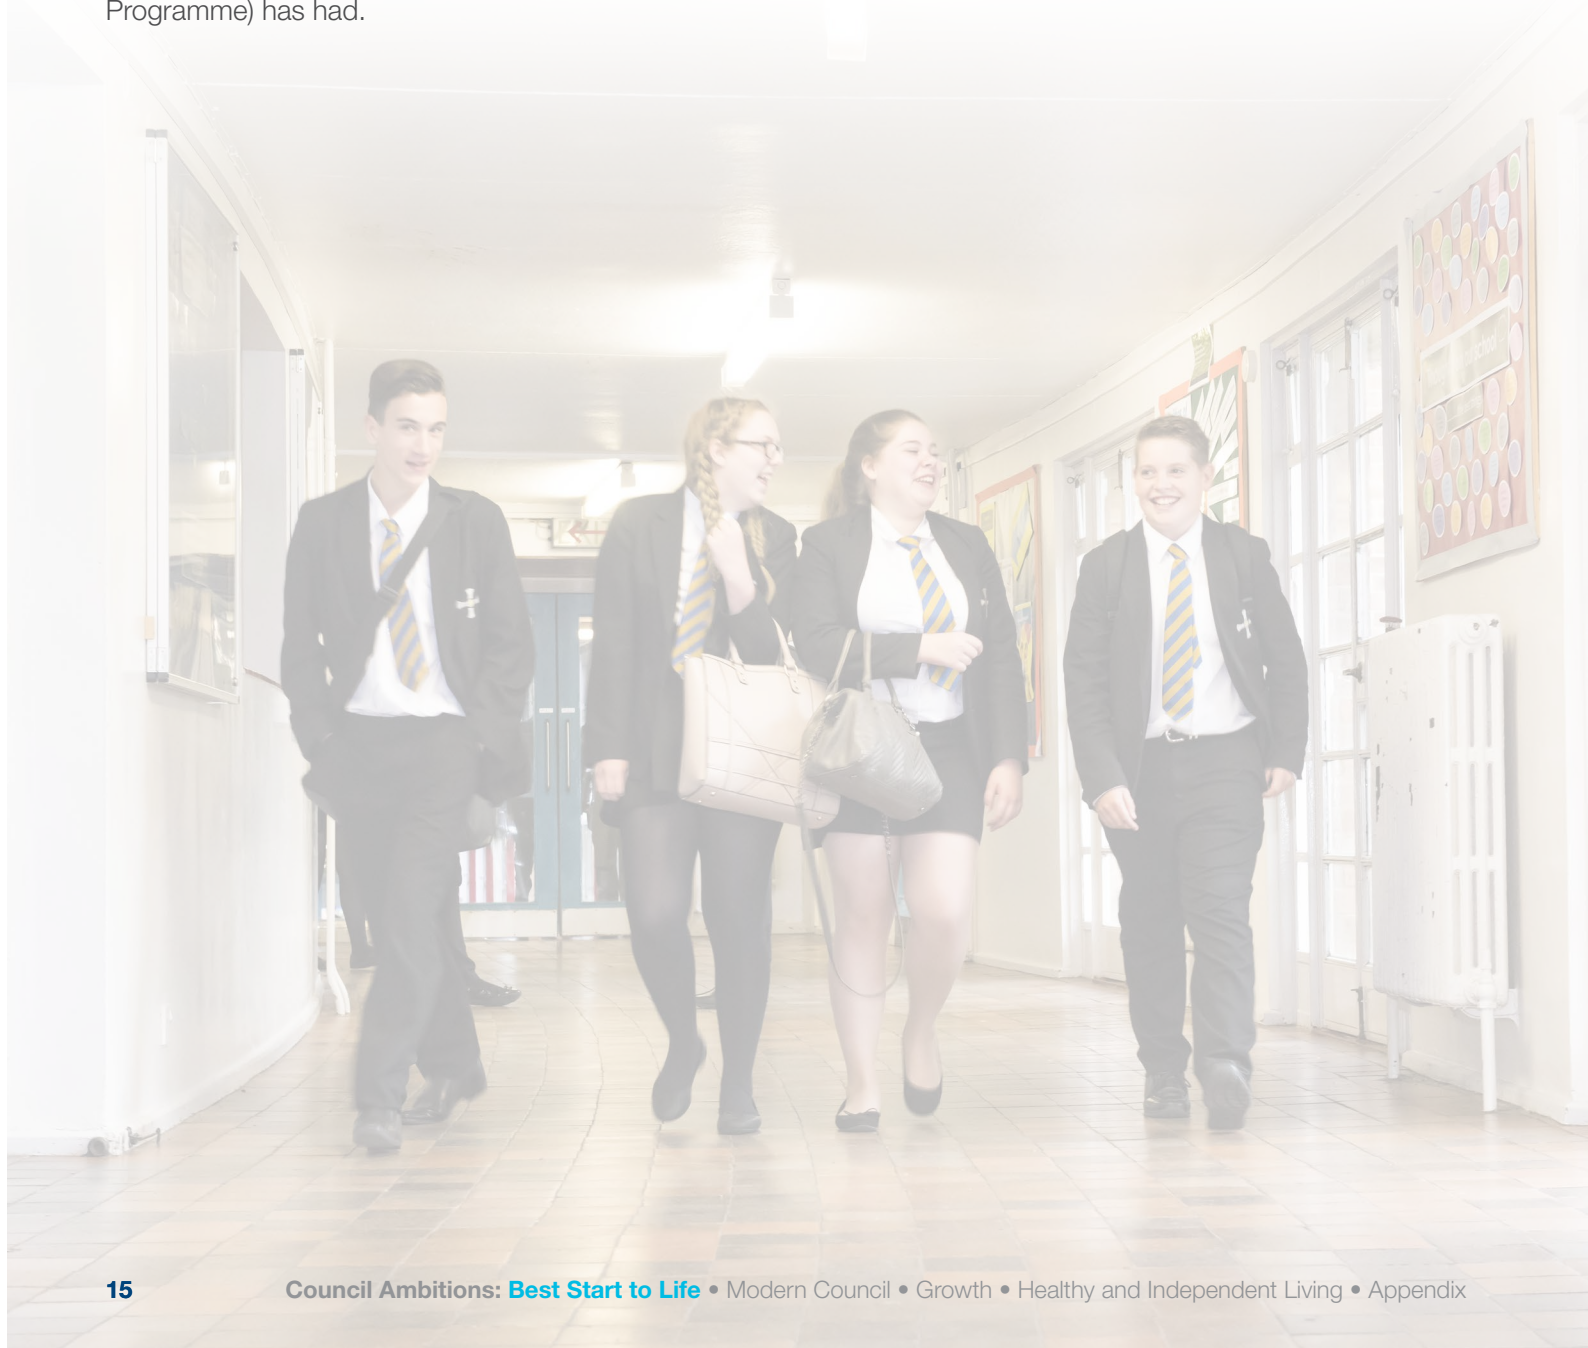 Programme) has had.
15
Council Ambitions: Best Start to Life • Modern Council • Growth • Healthy and Independent Living • Appendix